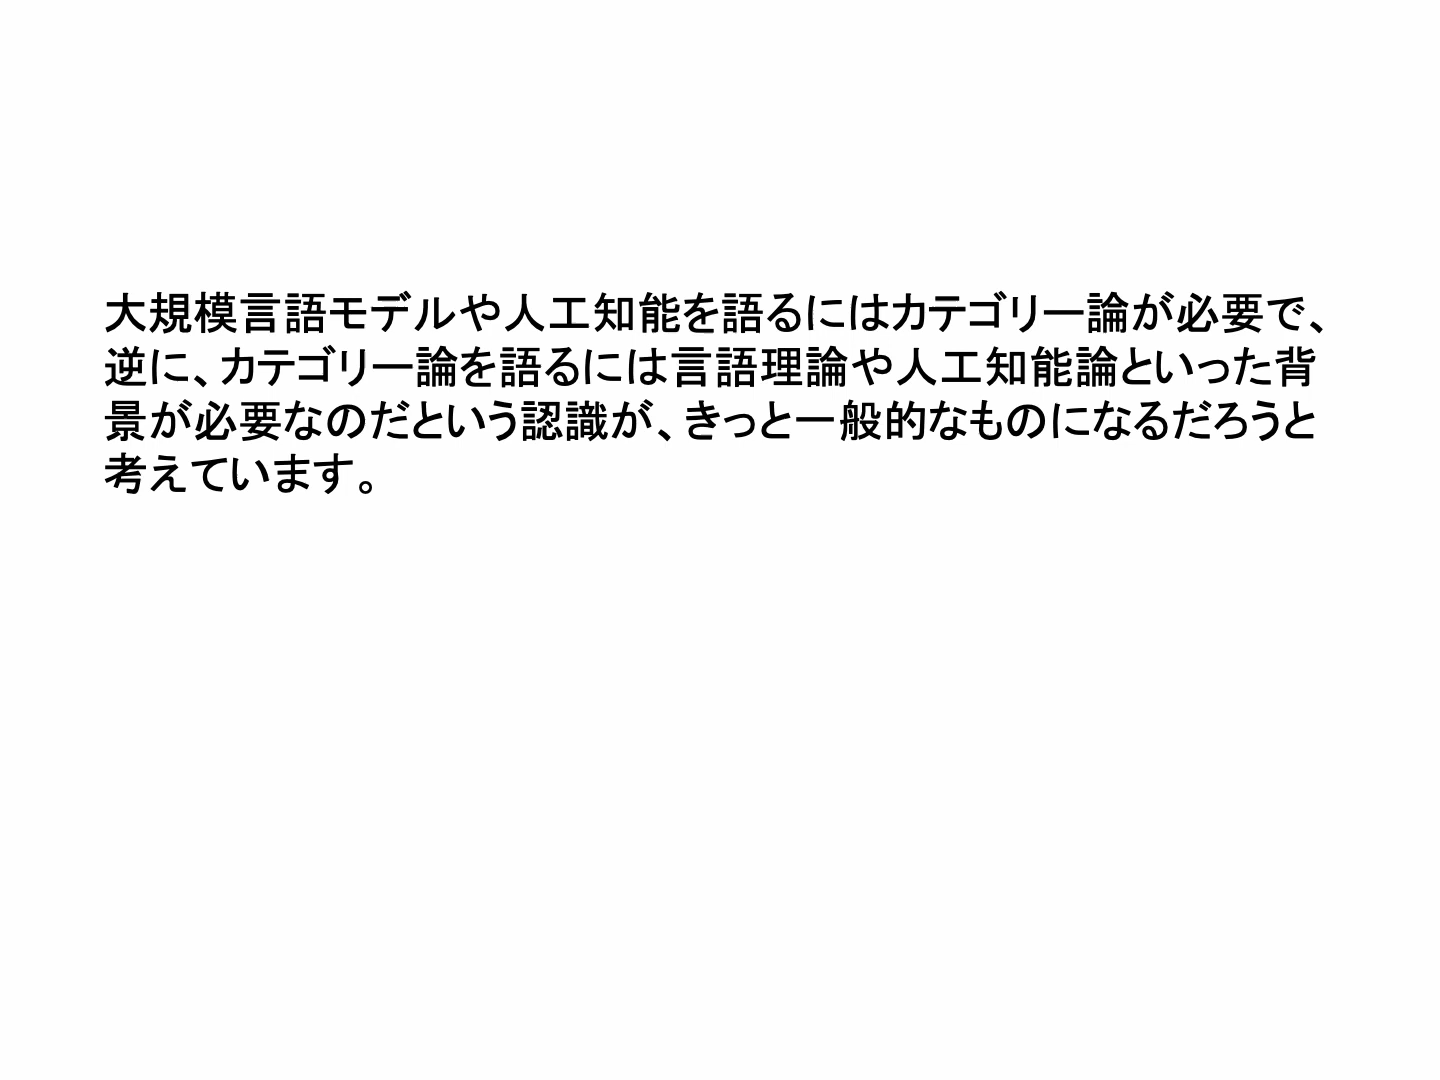 大規模言語モデルや人工知能を語るにはカテゴリー論が必要で、
逆に、カテゴリー論を語るには言語理論や人工知能論といった背
景が必要なのだという認識が、きっと一般的なものになるだろうと
考えています。